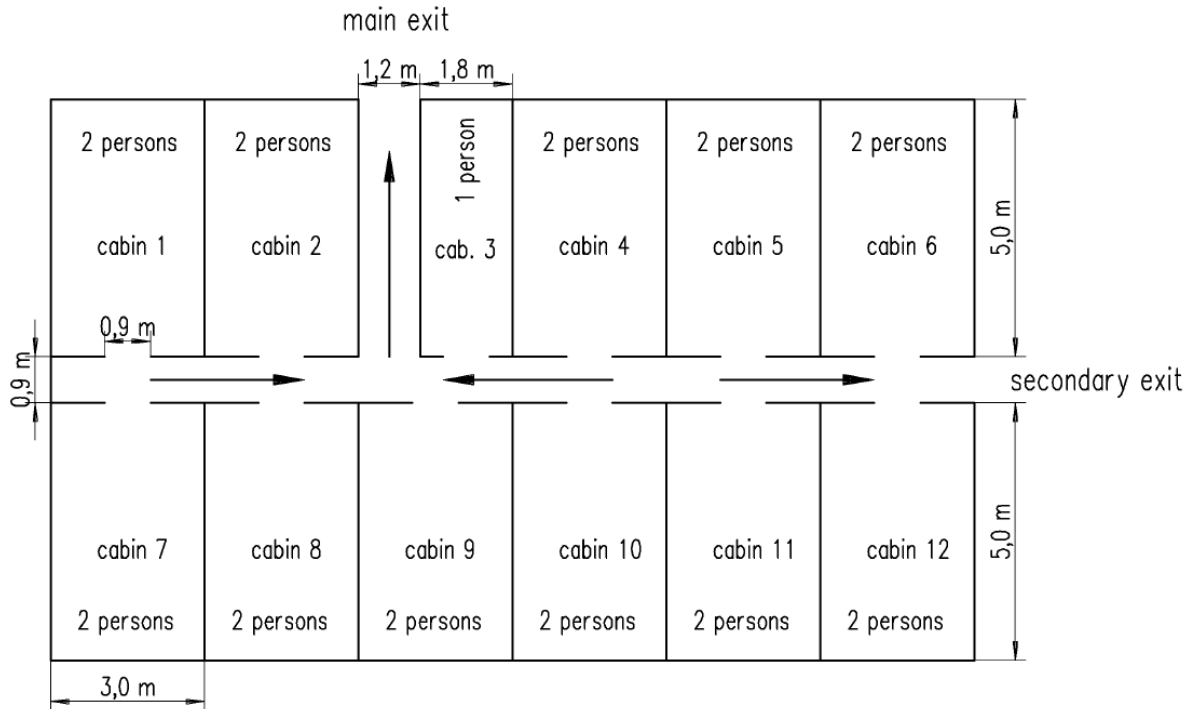 main exit
1,2 m
1,8 m
2 persons
2 persons
1 person
2 persons
2 persons
2 persons
cabin 1
cabin 2
cab. 3
cabin 4
cabin 5
cabin 6
5,0 m
0,9 m
0,9 m
secondary exit
cabin 7
cabin 8
cabin 9
cabin 10
cabin 11
cabin 12
5,0 m
2 persons
2 persons
2 persons
2 persons
2 persons
2 persons
3,0 m